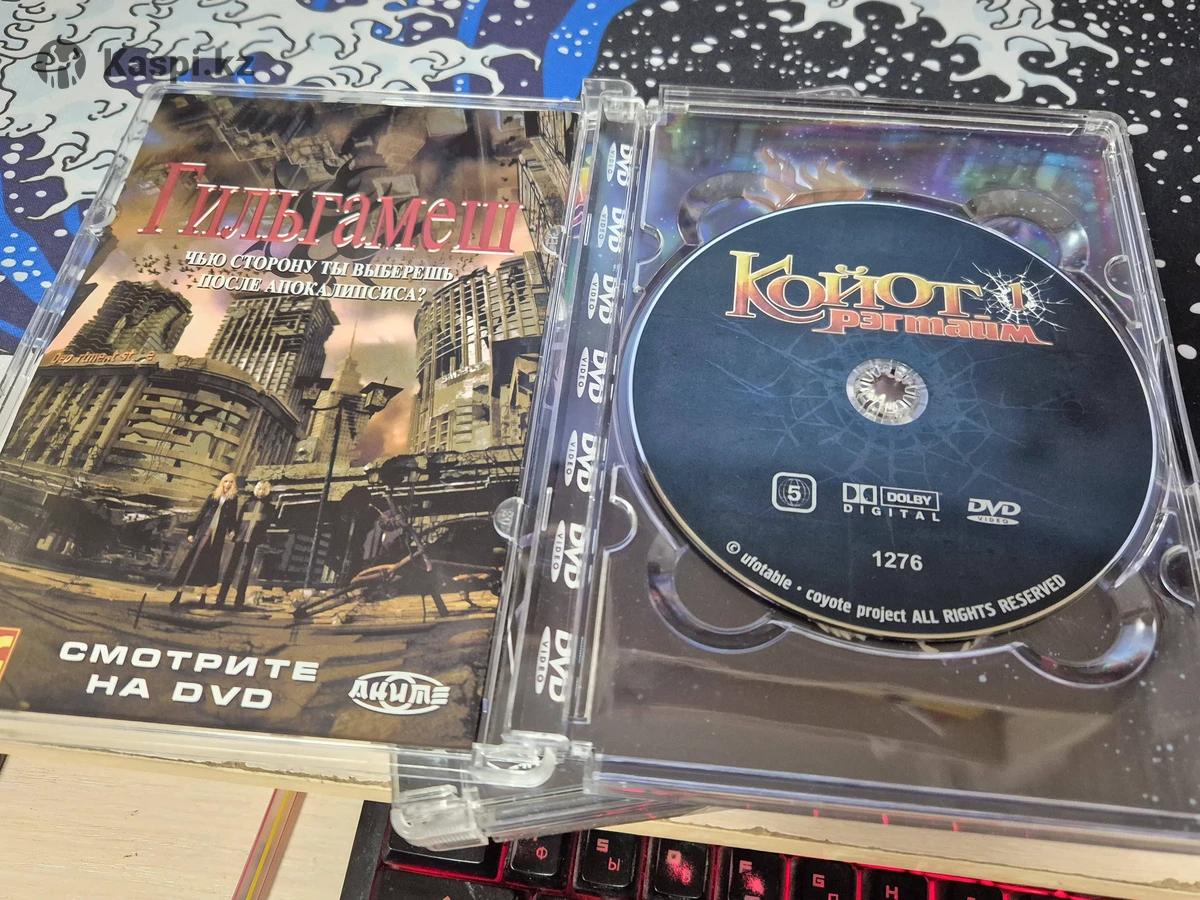 Kaspi.kz
Гильгамеш
ЧЬЮ СТОРОНУ ТЫ ВЫБЕРЕШЬ
ПОСЛЕ АПОКАЛИПСИСА?
СМОТРИТЕ
НА DVD
АНИМЕ
DVD
VIDEO
DVD
VIDEO
DVD
VIDEO
DVD
VIDEO
DVD
VIDEO
DVD
VIDEO
DVD
VIDEO
Койот 1
рэгтайм
5
DOLBY
DIGITAL
DVD
VIDEO
1276
© ufotable · coyote project ALL RIGHTS RESERVED
Ф
S
Ы
D
F
G
H